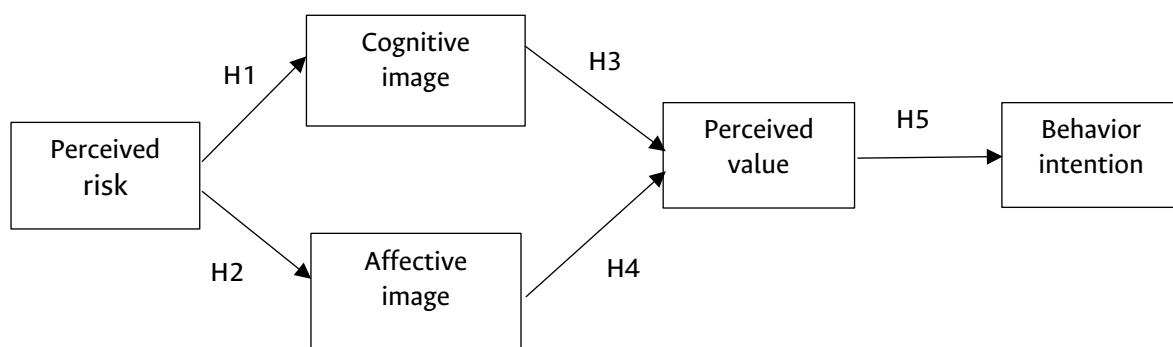 Cognitive
image
H1
H3
Perceived
risk
Perceived
value
H5
Behavior
intention
H2
Affective
image
H4